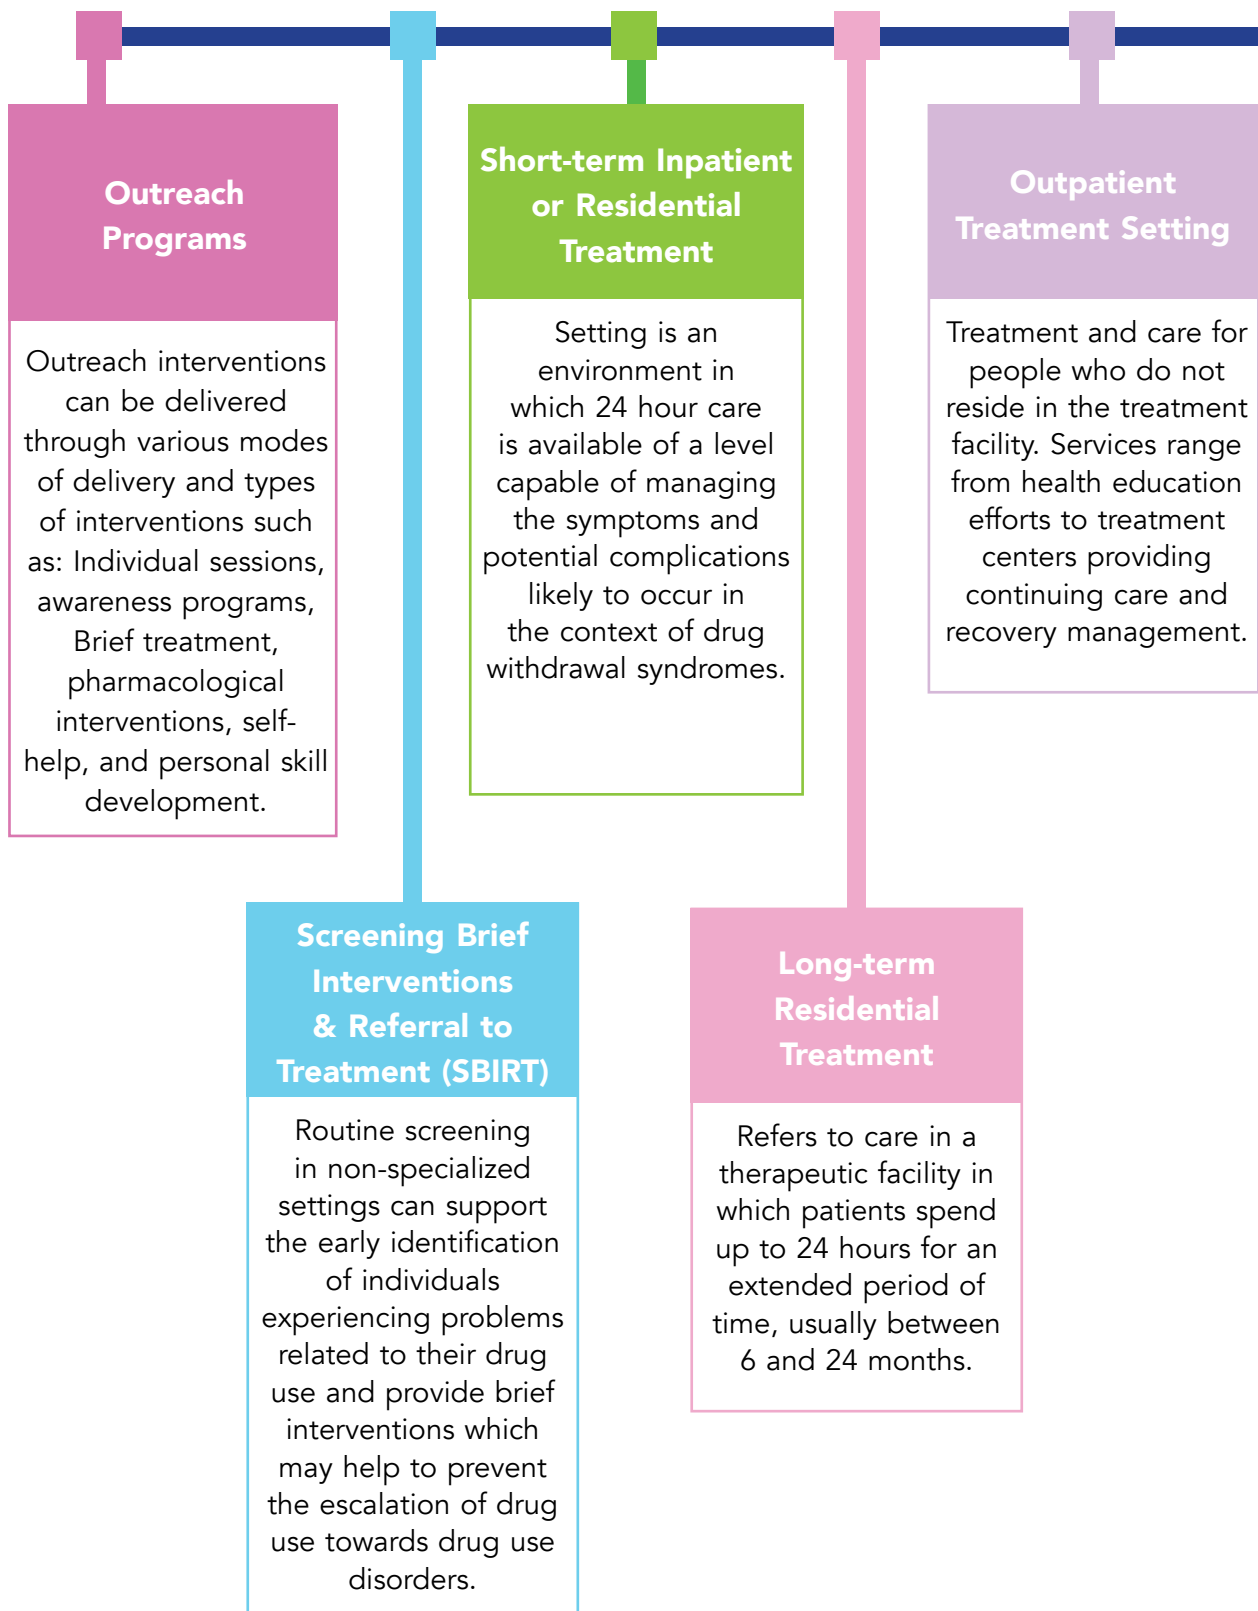 Outreach
Programs
Outreach interventions
can be delivered
through various modes
of delivery and types
of interventions such
as: Individual sessions,
awareness programs,
Brief treatment,
pharmacological
interventions, self-
help, and personal skill
development.
Screening Brief
Interventions
& Referral to
Treatment (SBIRT)
Routine screening
in non-specialized
settings can support
the early identification
of individuals
experiencing problems
related to their drug
use and provide brief
interventions which
may help to prevent
the escalation of drug
use towards drug use
disorders.
Short-term Inpatient
or Residential
Treatment
Setting is an
environment in
which 24 hour care
is available of a level
capable of managing
the symptoms and
potential complications
likely to occur in
the context of drug
withdrawal syndromes.
Long-term
Residential
Treatment
Refers to care in a
therapeutic facility in
which patients spend
up to 24 hours for an
extended period of
time, usually between
6 and 24 months.
Outpatient
Treatment Setting
Treatment and care for
people who do not
reside in the treatment
facility. Services range
from health education
efforts to treatment
centers providing
continuing care and
recovery management.